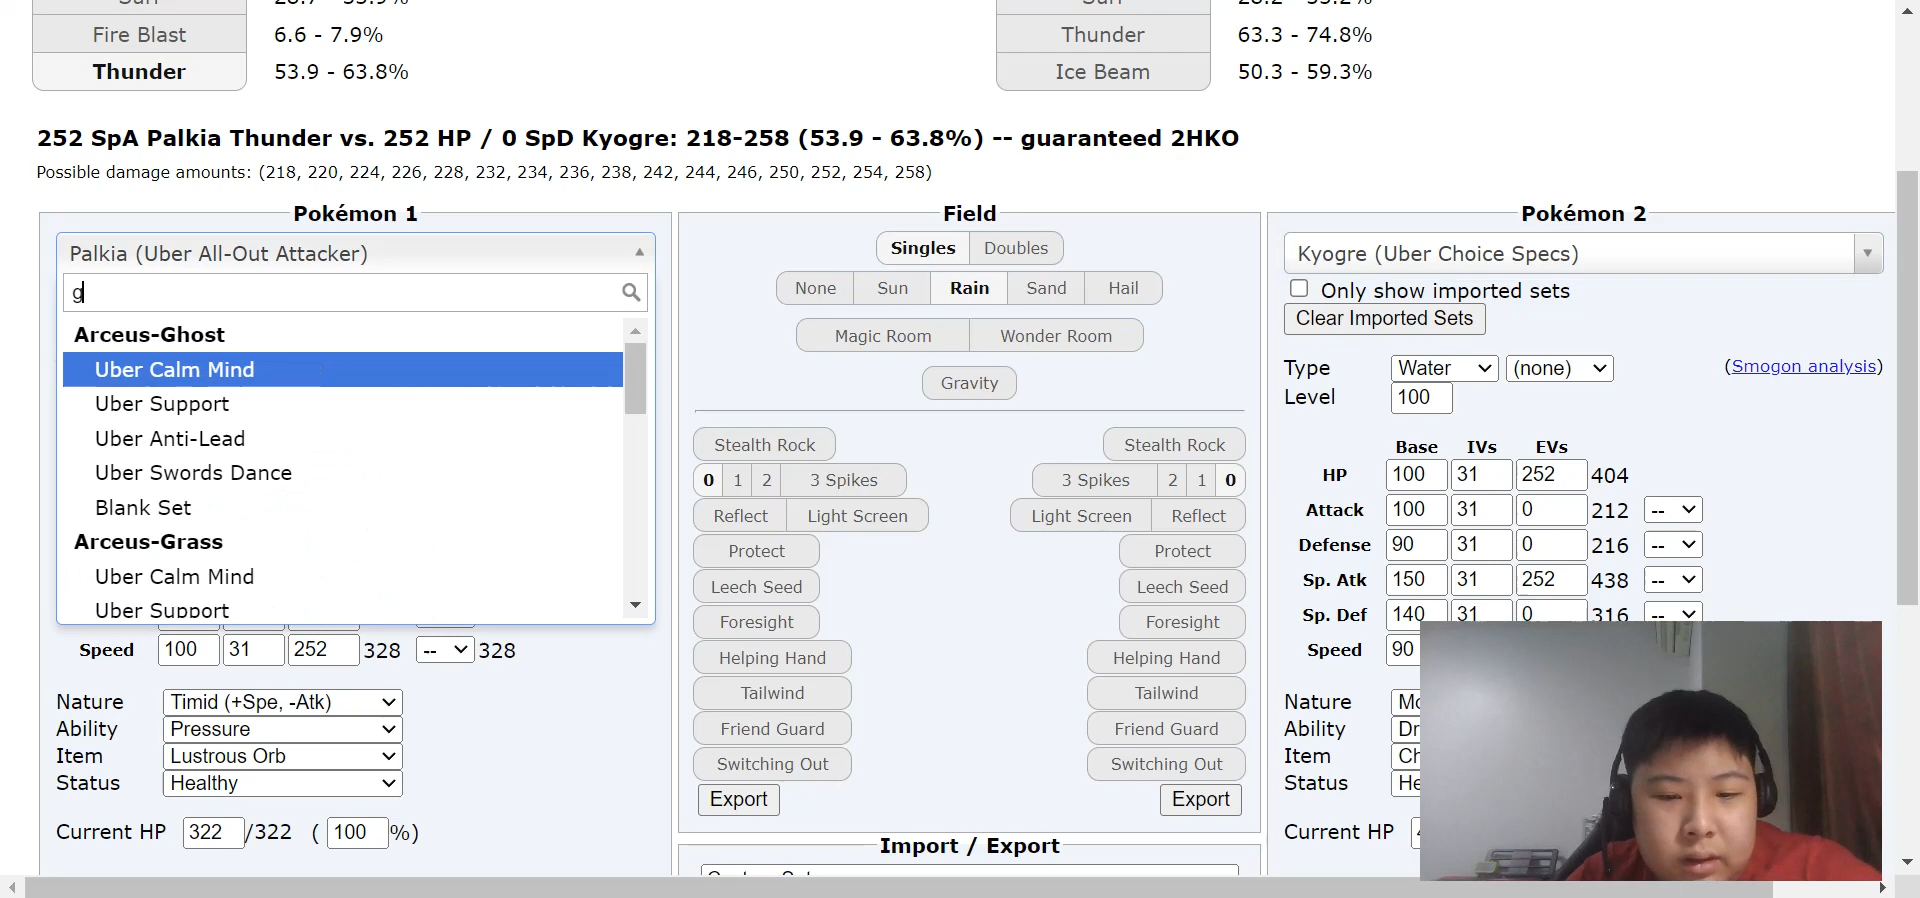 Fire Blast 6.6 - 7.9% Thunder 63.3 - 74.8%
Thunder 53.9 - 63.8% Ice Beam 50.3 - 59.3%
252 SpA Palkia Thunder vs. 252 HP / 0 SpD Kyogre: 218-258 (53.9 - 63.8%) -- guaranteed 2HKO
Possible damage amounts: (218, 220, 224, 226, 228, 232, 234, 236, 238, 242, 244, 246, 250, 252, 254, 258)
Pokémon 1
Palkia (Uber All-Out Attacker)
g
Arceus-Ghost
Uber Calm Mind
Uber Support
Uber Anti-Lead
Uber Swords Dance
Blank Set
Arceus-Grass
Uber Calm Mind
Uber Support
Speed 100 31 252 328 -- 328
Nature Timid (+Spe, -Atk)
Ability Pressure
Item Lustrous Orb
Status Healthy
Current HP 322 /322 ( 100 %)
Field
Singles Doubles
None Sun Rain Sand Hail
Magic Room Wonder Room
Gravity
Stealth Rock Stealth Rock
0 1 2 3 Spikes 3 Spikes 2 1 0
Reflect Light Screen Light Screen Reflect
Protect Protect
Leech Seed Leech Seed
Foresight Foresight
Helping Hand Helping Hand
Tailwind Tailwind
Friend Guard Friend Guard
Switching Out Switching Out
Export Export
Import / Export
Pokémon 2
Kyogre (Uber Choice Specs)
Only show imported sets
Clear Imported Sets
Type Water (none) (Smogon analysis)
Level 100
Base IVs EVs
HP 100 31 252 404
Attack 100 31 0 212 --
Defense 90 31 0 216 --
Sp. Atk 150 31 252 438 --
Sp. Def 140 31 0 316 --
Speed 90
Nature
Ability
Item
Status
Current HP